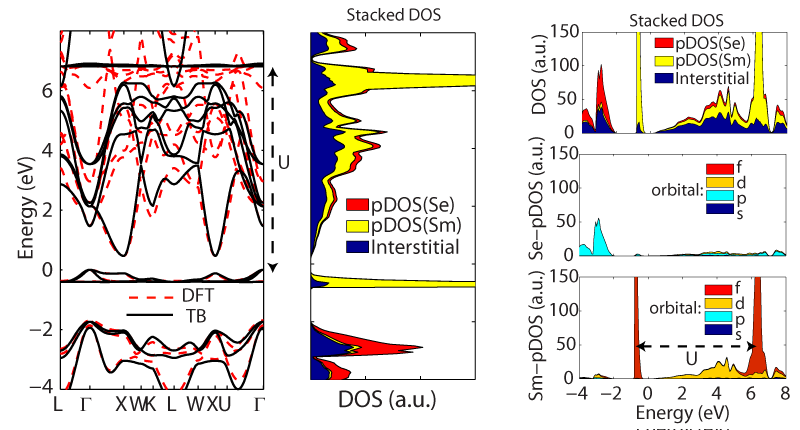 Stacked DOS
6
4
2
0
−2
−4
Energy (eV)
U
DFT
TB
L Γ X W K L W X U Γ
pDOS(Se)
pDOS(Sm)
Interstitial
DOS (a.u.)
Stacked DOS
150
100
50
0
DOS (a.u.)
pDOS(Se)
pDOS(Sm)
Interstitial
150
100
50
0
Se−pDOS (a.u.)
orbital:
f
d
p
s
150
100
50
0
Sm−pDOS (a.u.)
orbital:
f
d
p
s
U
−4 −2 0 2 4 6 8
Energy (eV)